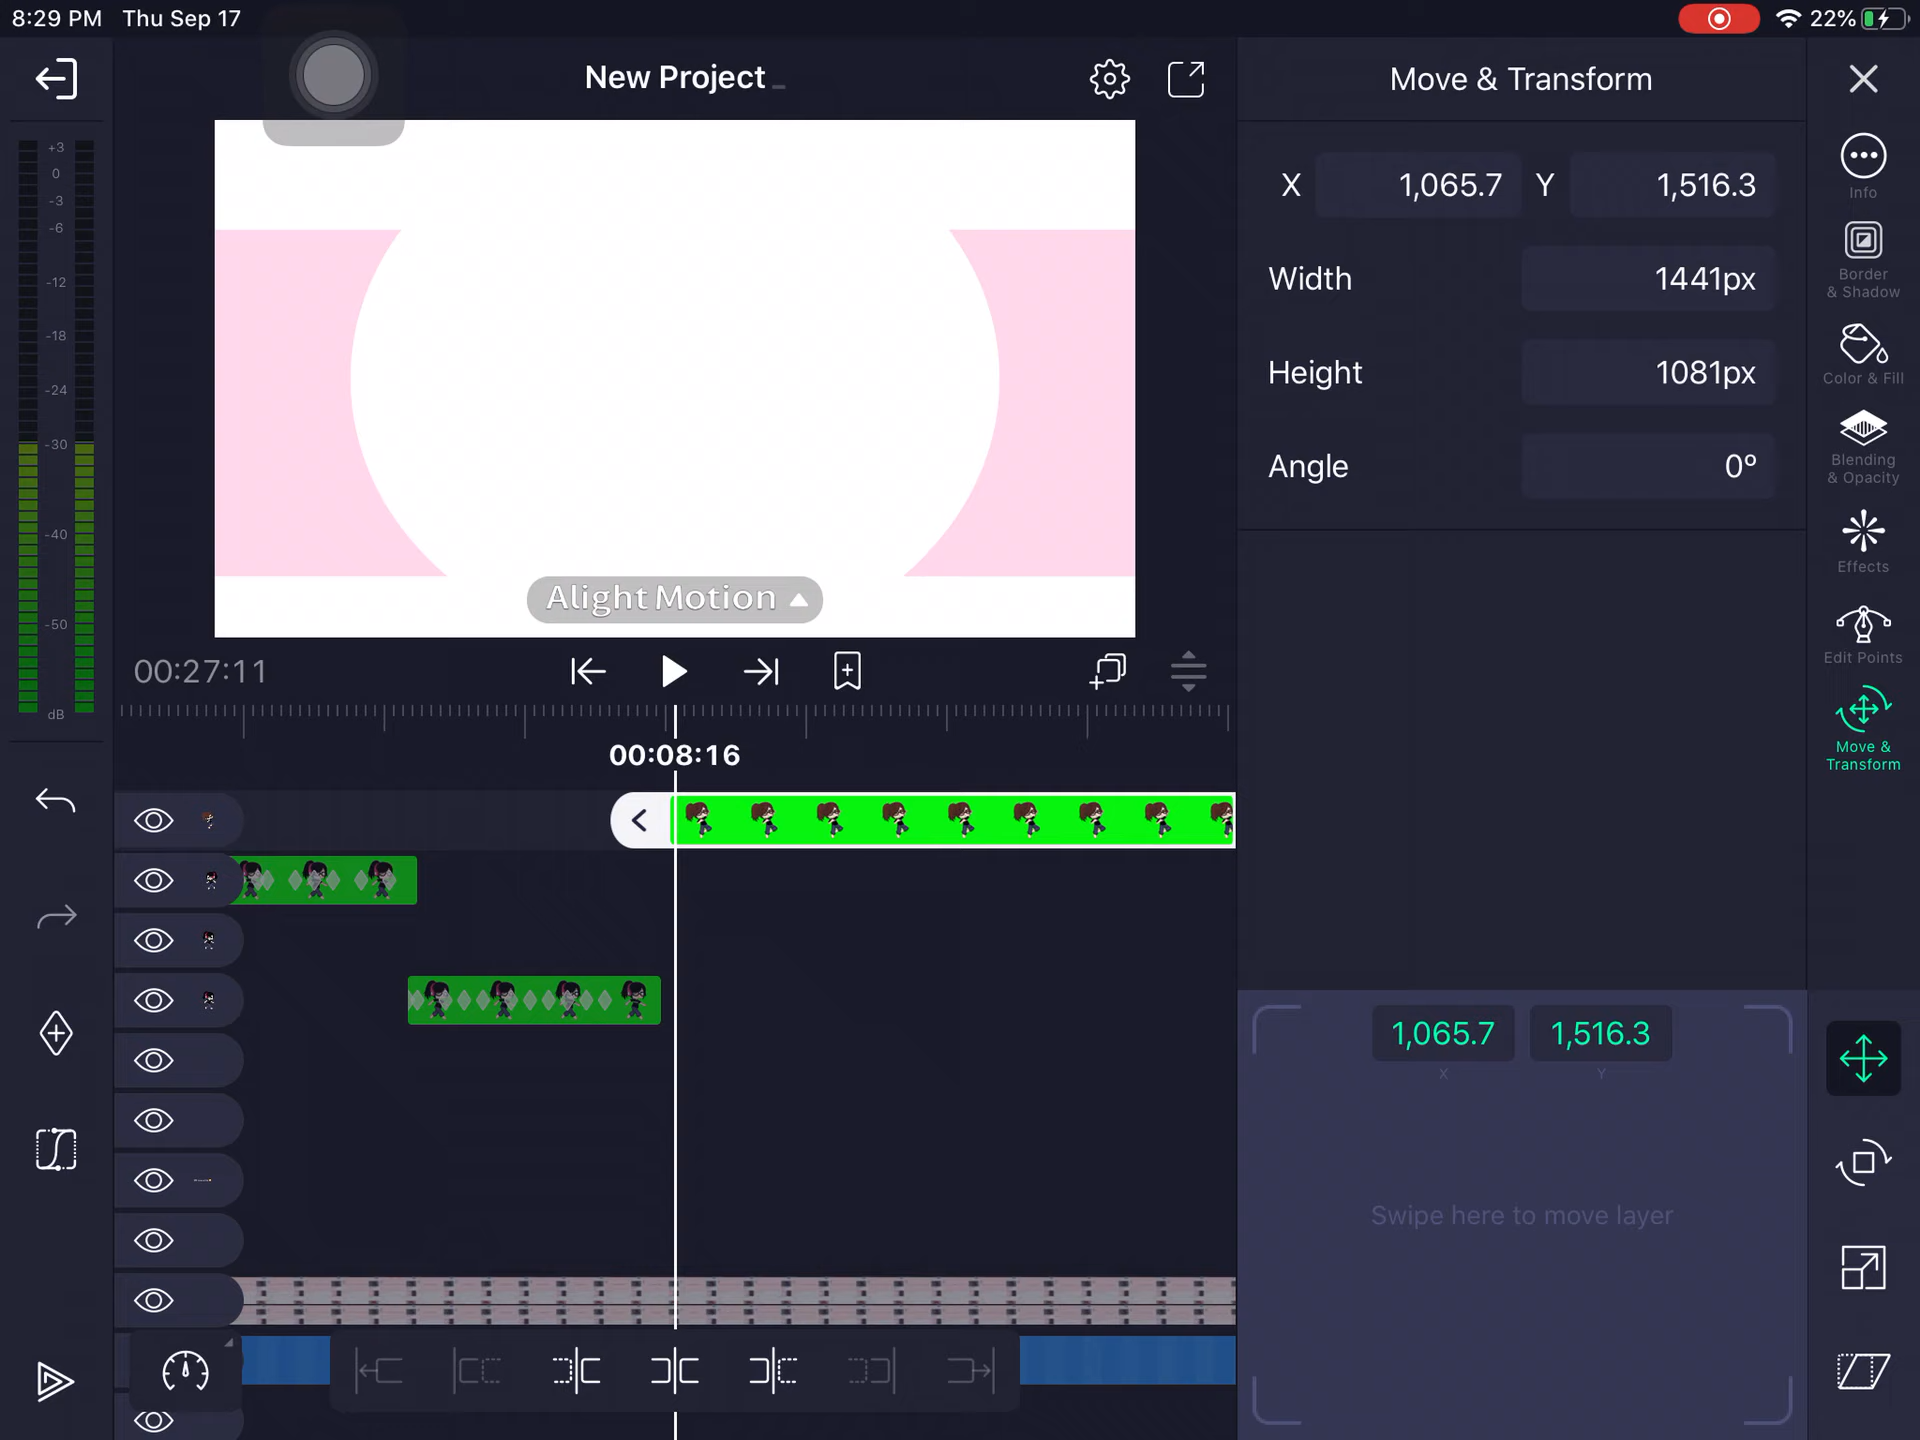 8:29 PM Thu Sep 17
22%
New Project
Move & Transform
X 1,065.7 Y 1,516.3
Width 1441px
Height 1081px
Angle 0º
Info
Border
& Shadow
Color & Fill
Blending
& Opacity
Effects
Edit Points
Move &
Transform
+3
0
-3
-6
-12
-18
-24
-30
-40
-50
dB
Alight Motion
00:27:11
00:08:16
1,065.7 1,516.3
X Y
Swipe here to move layer